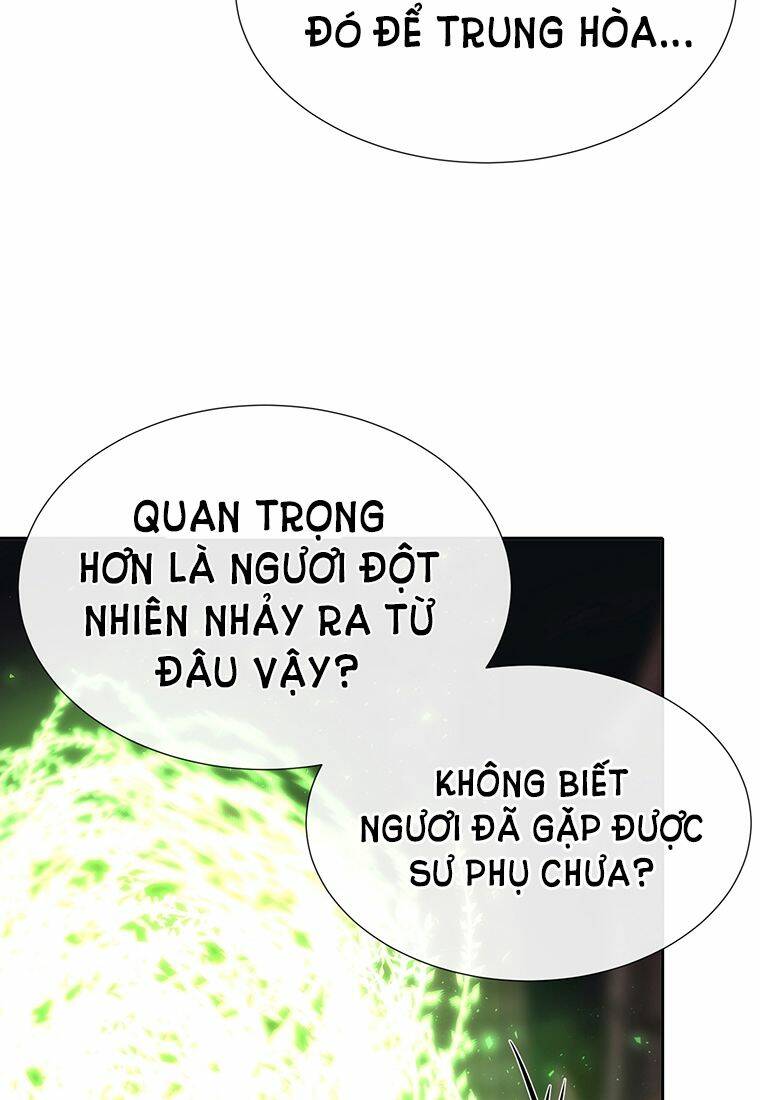 ĐÓ ĐỂ TRUNG HÒA...
QUAN TRỌNG
HƠN LÀ NGƯƠI ĐỘT
NHIÊN NHẢY RA TỪ
ĐÂU VẬY?
KHÔNG BIẾT
NGƯƠI ĐÃ GẶP ĐƯỢC
SƯ PHỤ CHƯA?